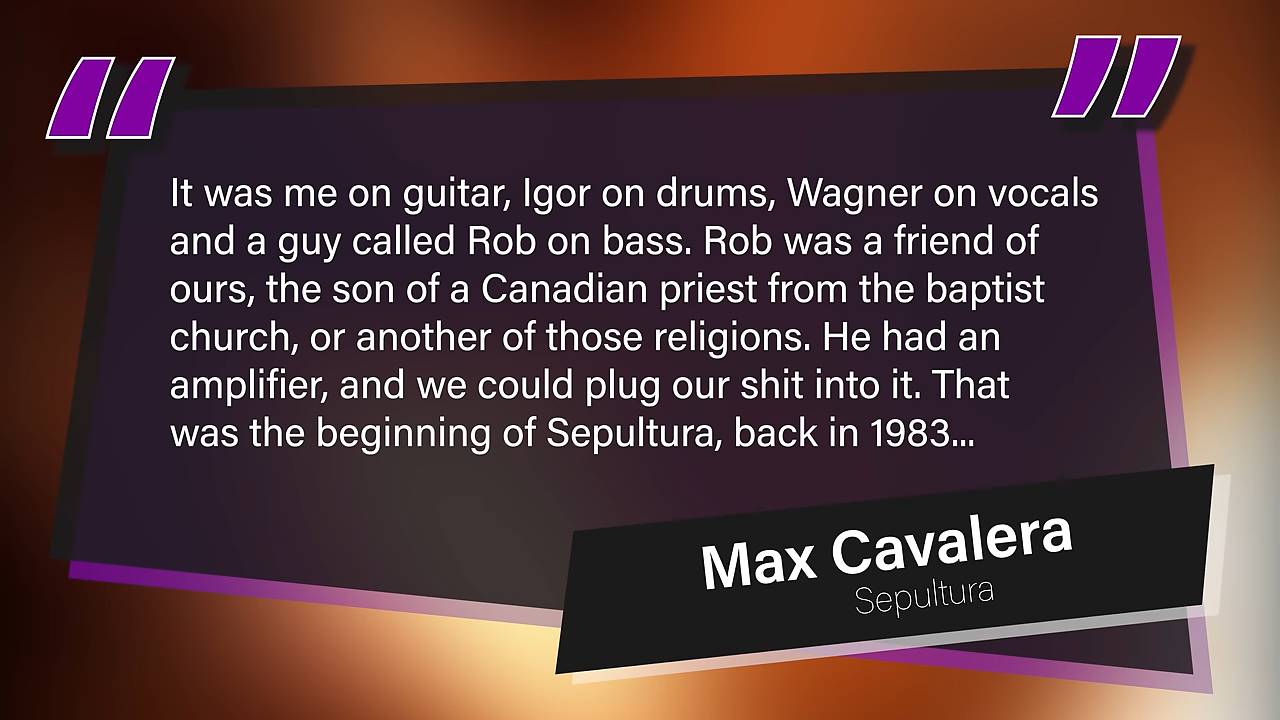 "
"
It was me on guitar, Igor on drums, Wagner on vocals
and a guy called Rob on bass. Rob was a friend of
ours, the son of a Canadian priest from the baptist
church, or another of those religions. He had an
amplifier, and we could plug our shit into it. That
was the beginning of Sepultura, back in 1983...
Max Cavalera
Sepultura